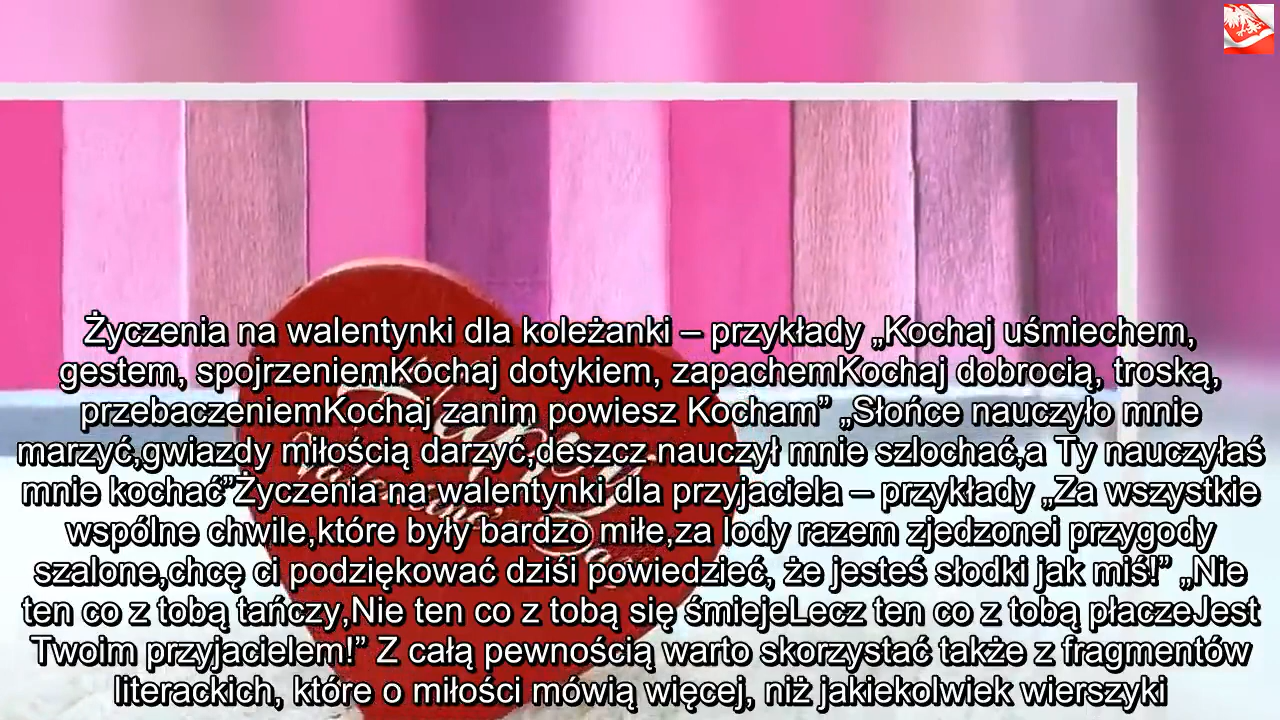 Życzenia na walentynki dla koleżanki – przykłady „Kochaj uśmiechem,
gestem, spojrzeniemKochaj dotykiem, zapachemKochaj dobrocią, troską,
przebaczeniemKochaj zanim powiesz Kocham” „Słońce nauczyło mnie
marzyć,gwiazdy miłością darzyć,deszcz nauczył mnie szlochać,a Ty nauczyłaś
mnie kochać”Życzenia na walentynki dla przyjaciela – przykłady „Za wszystkie
wspólne chwile,które były bardzo miłe,za lody razem zjedzonei przygody
szalone,chcę ci podziękować dziśi powiedzieć, że jesteś słodki jak miś!” „Nie
ten co z tobą tańczy,Nie ten co z tobą się śmiejeLecz ten co z tobą płaczeJest
Twoim przyjacielem!” Z całą pewnością warto skorzystać także z fragmentów
literackich, które o miłości mówią więcej, niż jakiekolwiek wierszyki